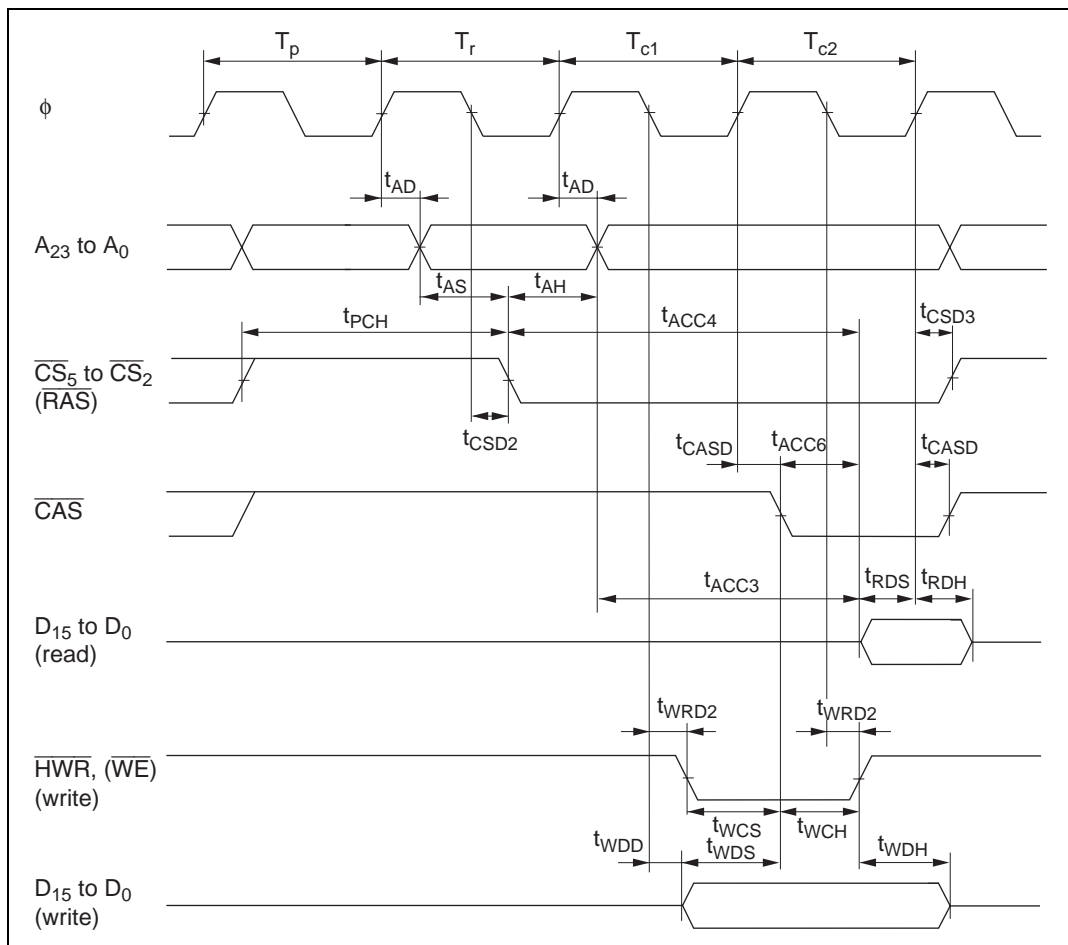 Tp Tr Tc1 Tc2
ϕ
tAD tAD
A23 to A0
tAS tAH
tPCH tACC4 tCSD3
CS5 to CS2
(RAS)
tCSD2 tCASD tACC6 tCASD
CAS
tACC3 tRDS tRDH
D15 to D0
(read)
tWRD2 tWRD2
HWR, (WE)
(write)
tWCS tWCH
tWDD tWDS tWDH
D15 to D0
(write)